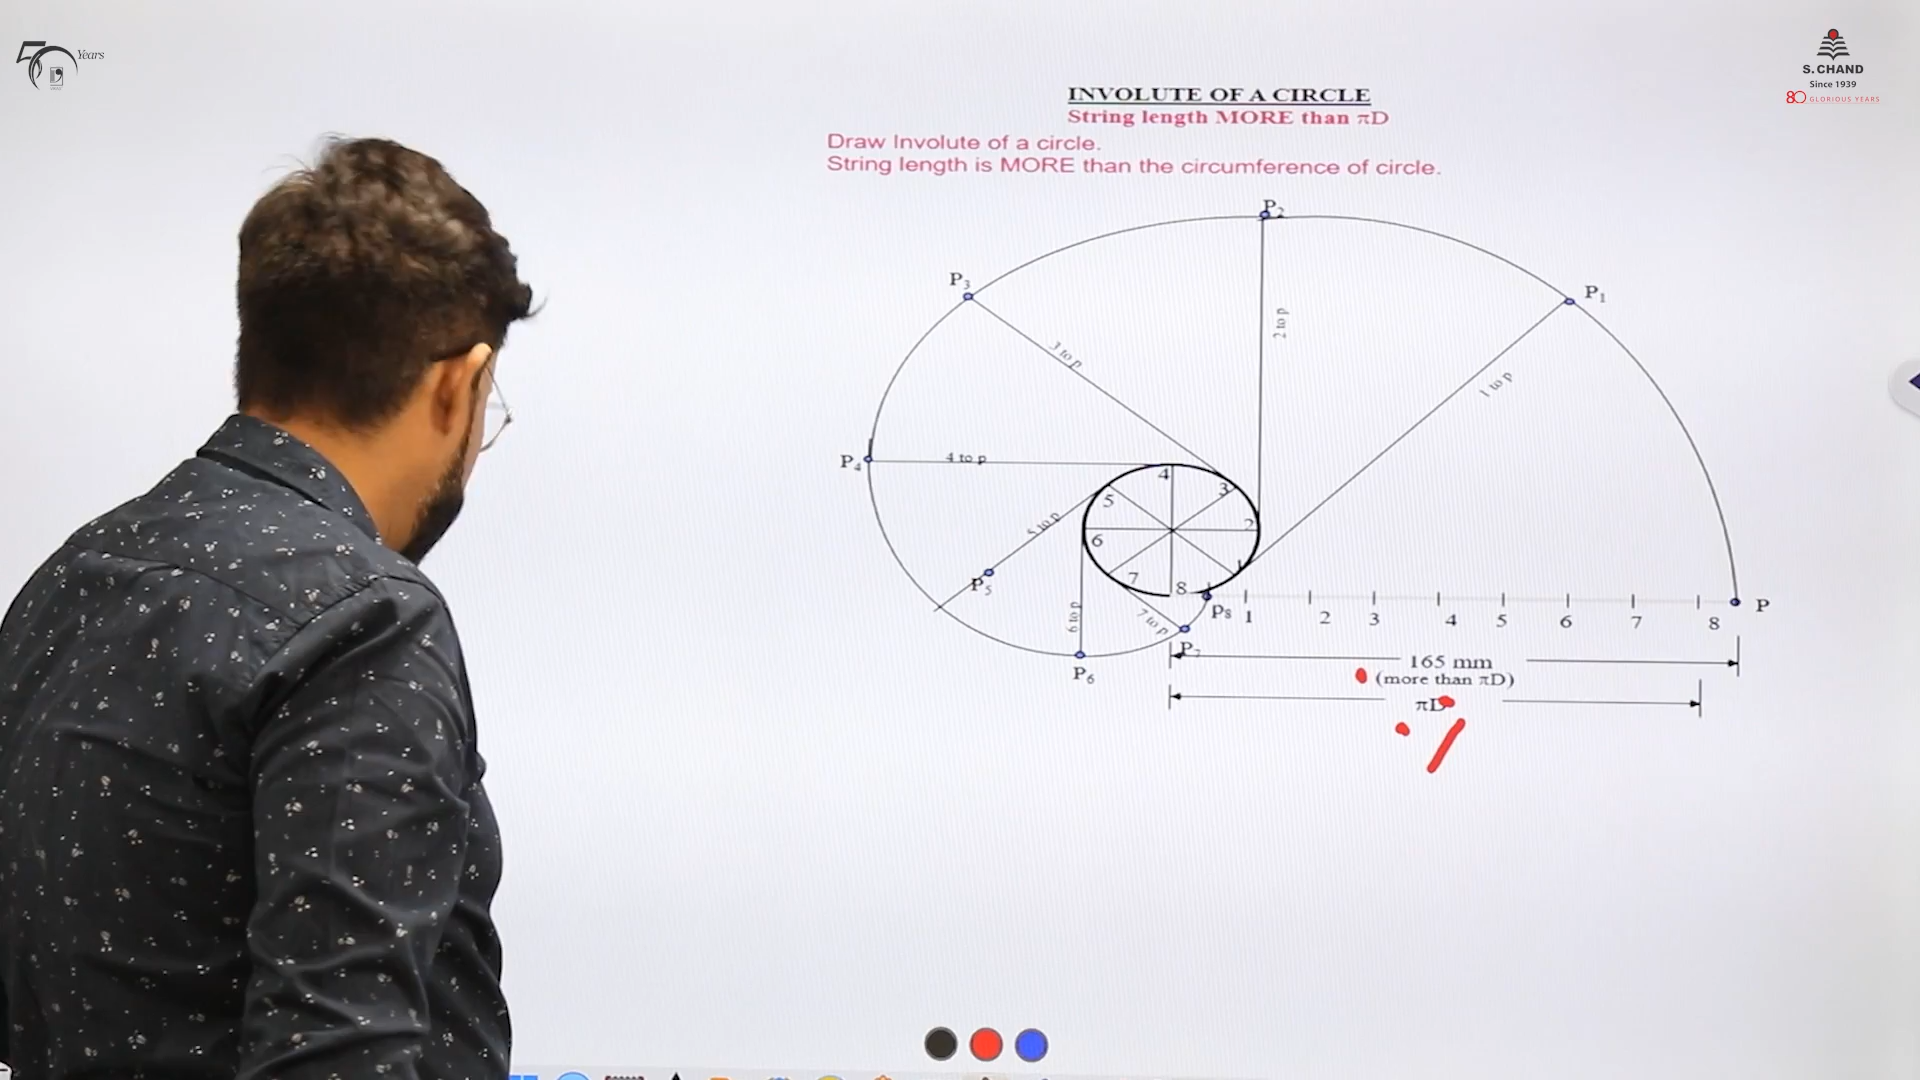 50 Years
S. CHAND
Since 1939
80 GLORIOUS YEARS
INVOLUTE OF A CIRCLE
String length MORE than πD
Draw Involute of a circle.
String length is MORE than the circumference of circle.
P2
P3
P1
2 to p
3 to p
1 to p
P4
4 to p
4
3
5
2
5 to p
6
1
P5
7
8
6 to p
7 to p
P8
P
1 2 3 4 5 6 7 8
P7
P6
165 mm
(more than πD)
πD